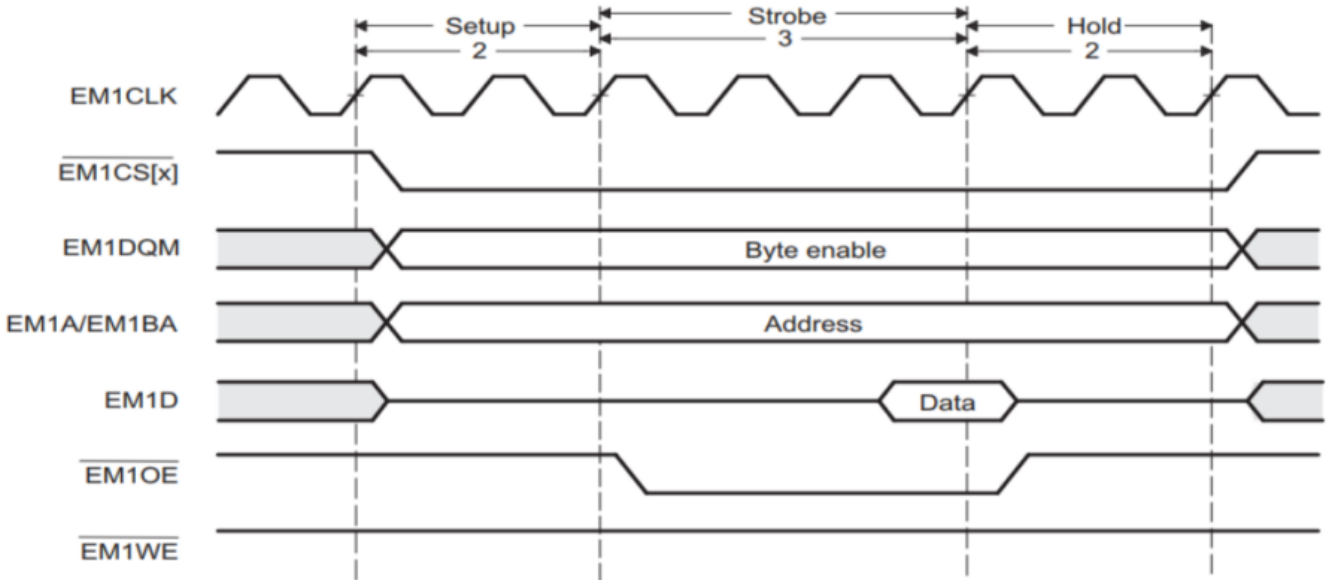 Setup
Strobe
Hold
2
3
2
EM1CLK
EM1CS[x]
EM1DQM
Byte enable
EM1A/EM1BA
Address
EM1D
Data
EM1OE
EM1WE